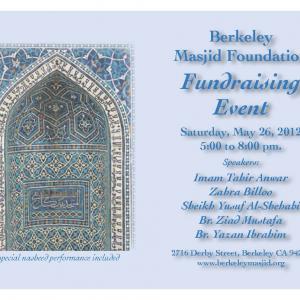 Berkeley
Masjid Foundation
Fundraising
Event
Saturday, May 26, 2012
5:00 to 8:00 pm.
Speakers:
Imam Tahir Anwar
Zahra Billoo
Sheikh Yusuf Al-Shehabi
Br. Ziad Mustafa
Br. Yazan Ibrahim
2716 Derby Street, Berkeley CA
www.berkeleymasjid.org
special nasheed performance included